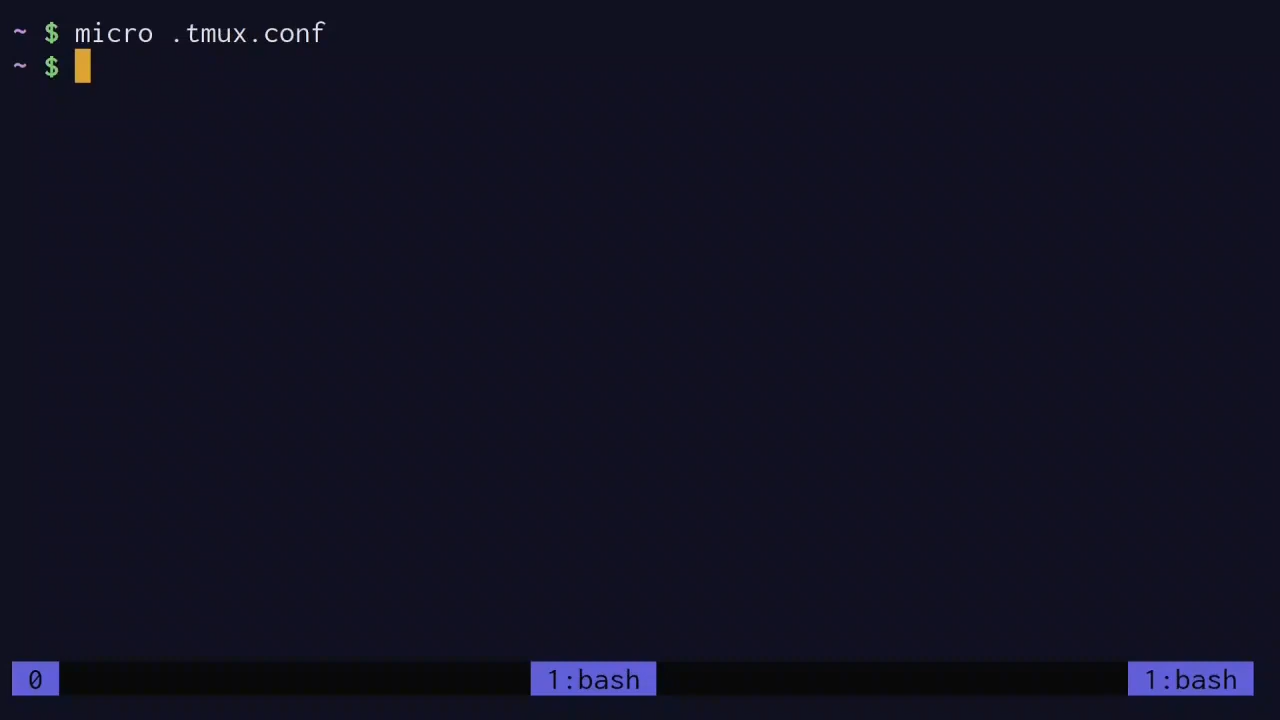 ~ $ micro .tmux.conf
~ $
0 1:bash 1:bash